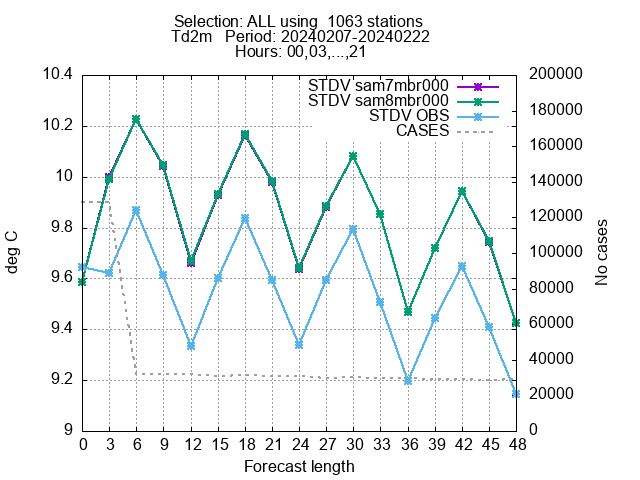 Selection: ALL using  1063 stations
Td2m   Period: 20240207-20240222
Hours: 00,03,...,21
STDV sam7mbr000
STDV sam8mbr000
STDV OBS
CASES
deg C
10.4
10.2
10
9.8
9.6
9.4
9.2
9
No cases
200000
180000
160000
140000
120000
100000
80000
60000
40000
20000
0
0 3 6 9 12 15 18 21 24 27 30 33 36 39 42 45 48
Forecast length